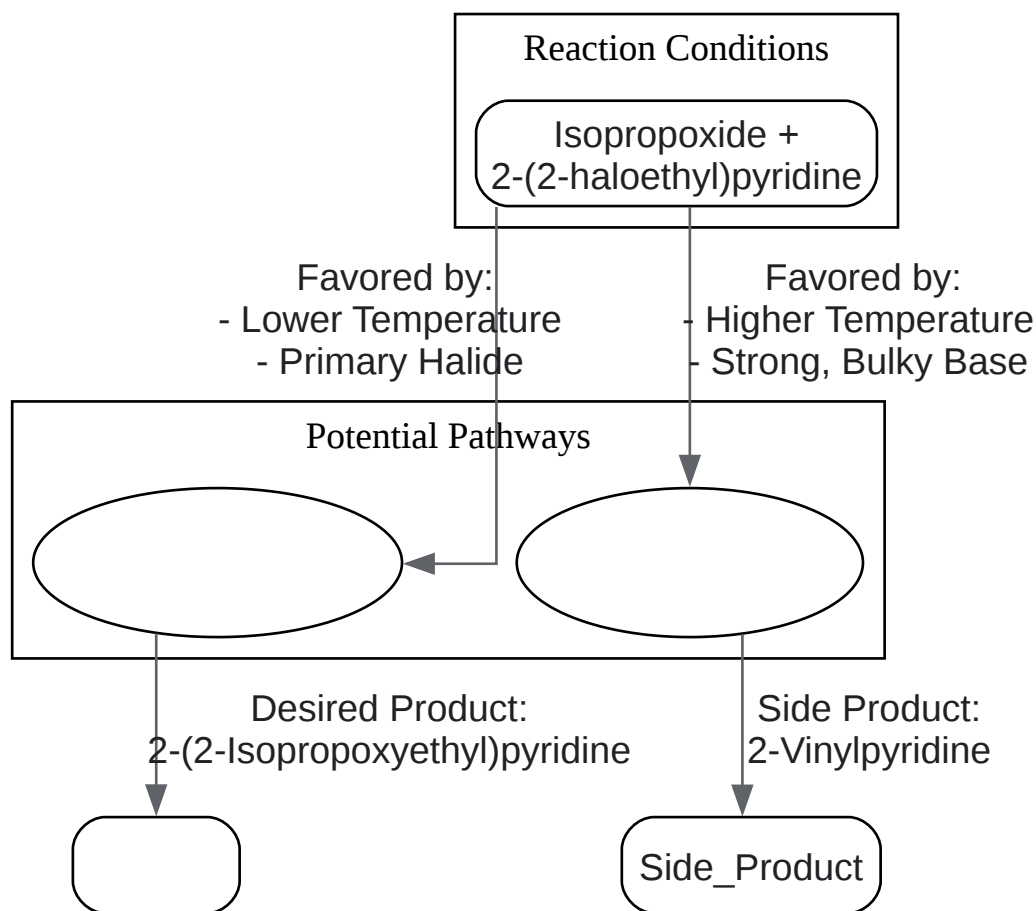 Reaction Conditions
Isopropoxide +
2-(2-haloethyl)pyridine
Favored by:
- Lower Temperature
- Primary Halide
Favored by:
- Higher Temperature
- Strong, Bulky Base
Potential Pathways
Desired Product:
2-(2-Isopropoxyethyl)pyridine
Side Product:
2-Vinylpyridine
Side_Product